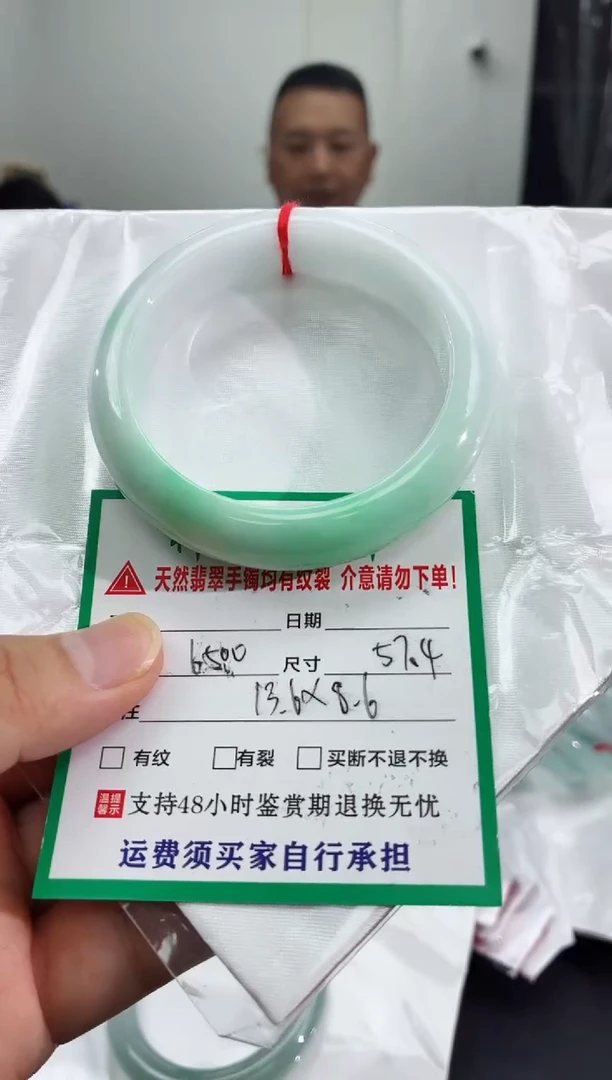 天然翡翠手镯均有纹裂 介意请勿下单!
日期
6500 尺寸 57.4
注 13.6×8.6
有纹 有裂 买断不退不换
温提馨示 支持48小时鉴赏期退换无忧
运费须买家自行承担